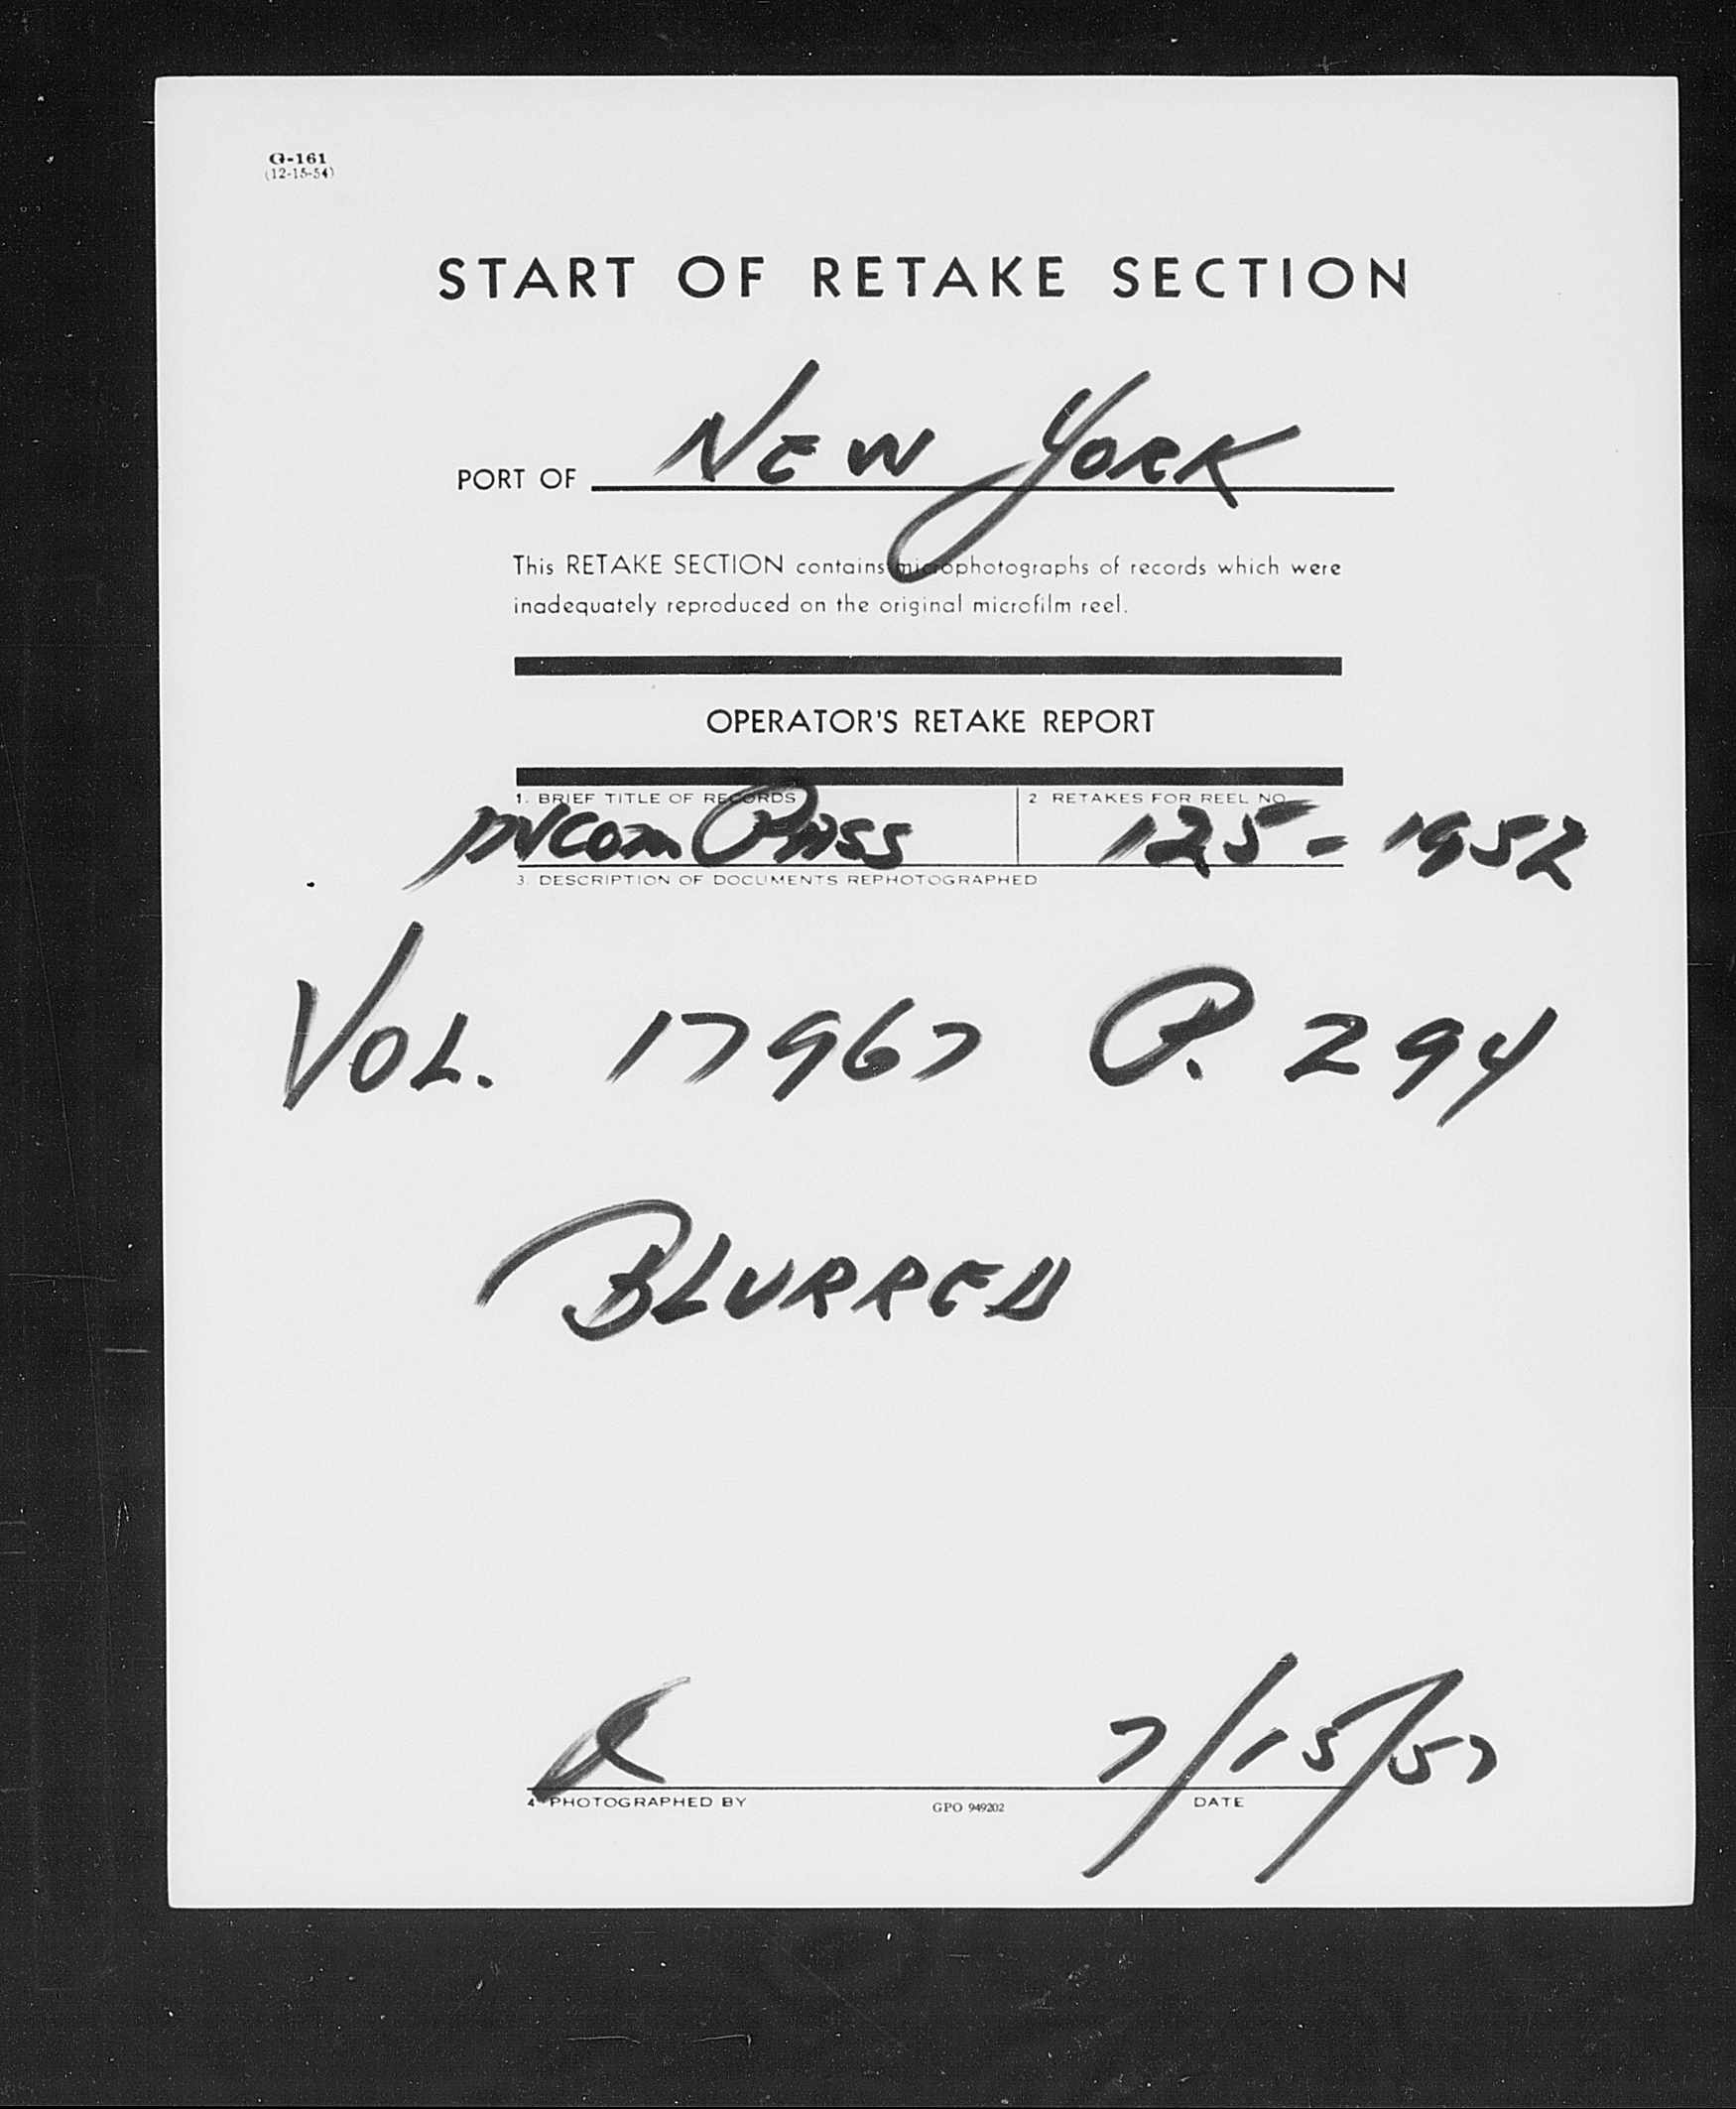 G-161
(12-15-54)
START OF RETAKE SECTION
PORT OF NEW YORK
This RETAKE SECTION contains microphotographs of records which were
inadequately reproduced on the original microfilm reel.
OPERATOR'S RETAKE REPORT
1. BRIEF TITLE OF RECORDS 2 RETAKES FOR REEL NO.
INCOM PASS 125 - 1952
3. DESCRIPTION OF DOCUMENTS REPHOTOGRAPHED
VOL. 17967 P. 294
BLURRED
7/15/57
4. PHOTOGRAPHED BY GPO 949202 DATE